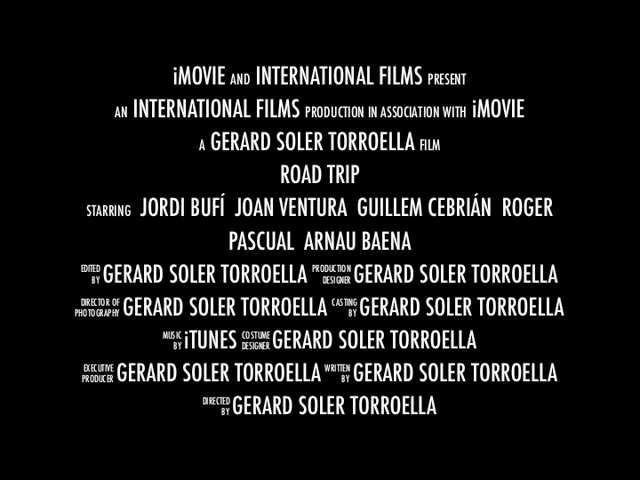 iMOVIE AND INTERNATIONAL FILMS PRESENT
AN INTERNATIONAL FILMS PRODUCTION IN ASSOCIATION WITH iMOVIE
A GERARD SOLER TORROELLA FILM
ROAD TRIP
STARRING JORDI BUFÍ JOAN VENTURA GUILLEM CEBRIÁN ROGER
PASCUAL ARNAU BAENA
EDITED BY GERARD SOLER TORROELLA PRODUCTION DESIGNER GERARD SOLER TORROELLA
DIRECTOR OF PHOTOGRAPHY GERARD SOLER TORROELLA CASTING BY GERARD SOLER TORROELLA
MUSIC BY iTUNES COSTUME DESIGNER GERARD SOLER TORROELLA
EXECUTIVE PRODUCER GERARD SOLER TORROELLA WRITTEN BY GERARD SOLER TORROELLA
DIRECTED BY GERARD SOLER TORROELLA